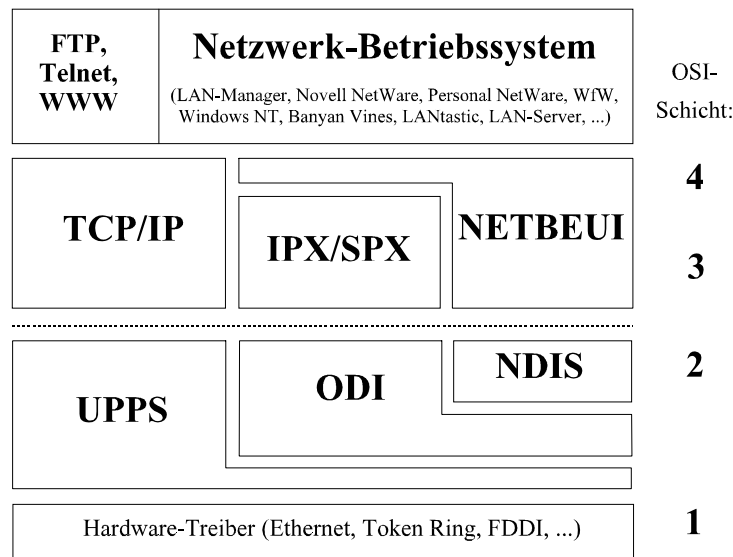 FTP,
Telnet,
WWW
Netzwerk-Betriebssystem
(LAN-Manager, Novell NetWare, Personal NetWare, WfW,
Windows NT, Banyan Vines, LANtastic, LAN-Server, ...)
OSI-
Schicht:
TCP/IP
IPX/SPX
NETBEUI
4
3
UPPS
ODI
NDIS
2
Hardware-Treiber (Ethernet, Token Ring, FDDI, ...)
1